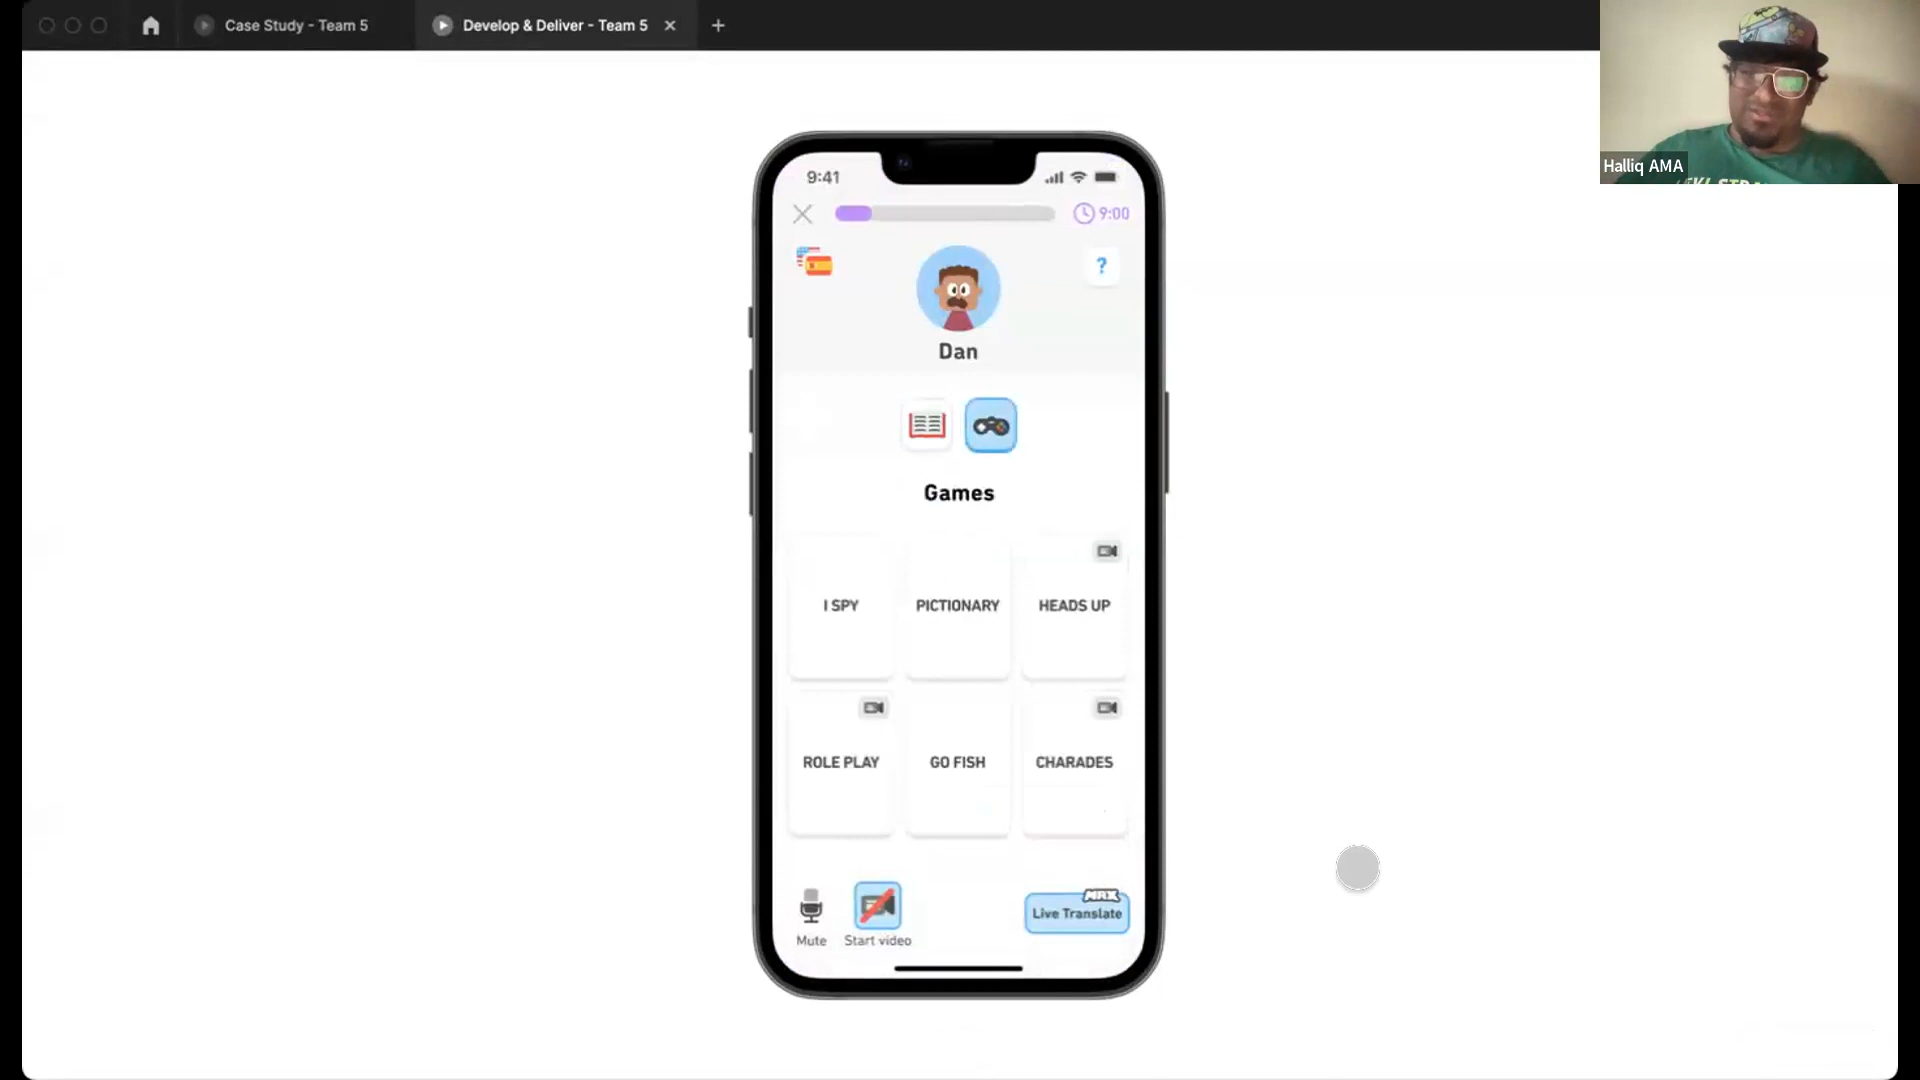 Case Study - Team 5
Develop & Deliver - Team 5
Halliq AMA
9:41
9:00
?
Dan
Games
I SPY
PICTIONARY
HEADS UP
ROLE PLAY
GO FISH
CHARADES
Mute
Start video
MAX
Live Translate